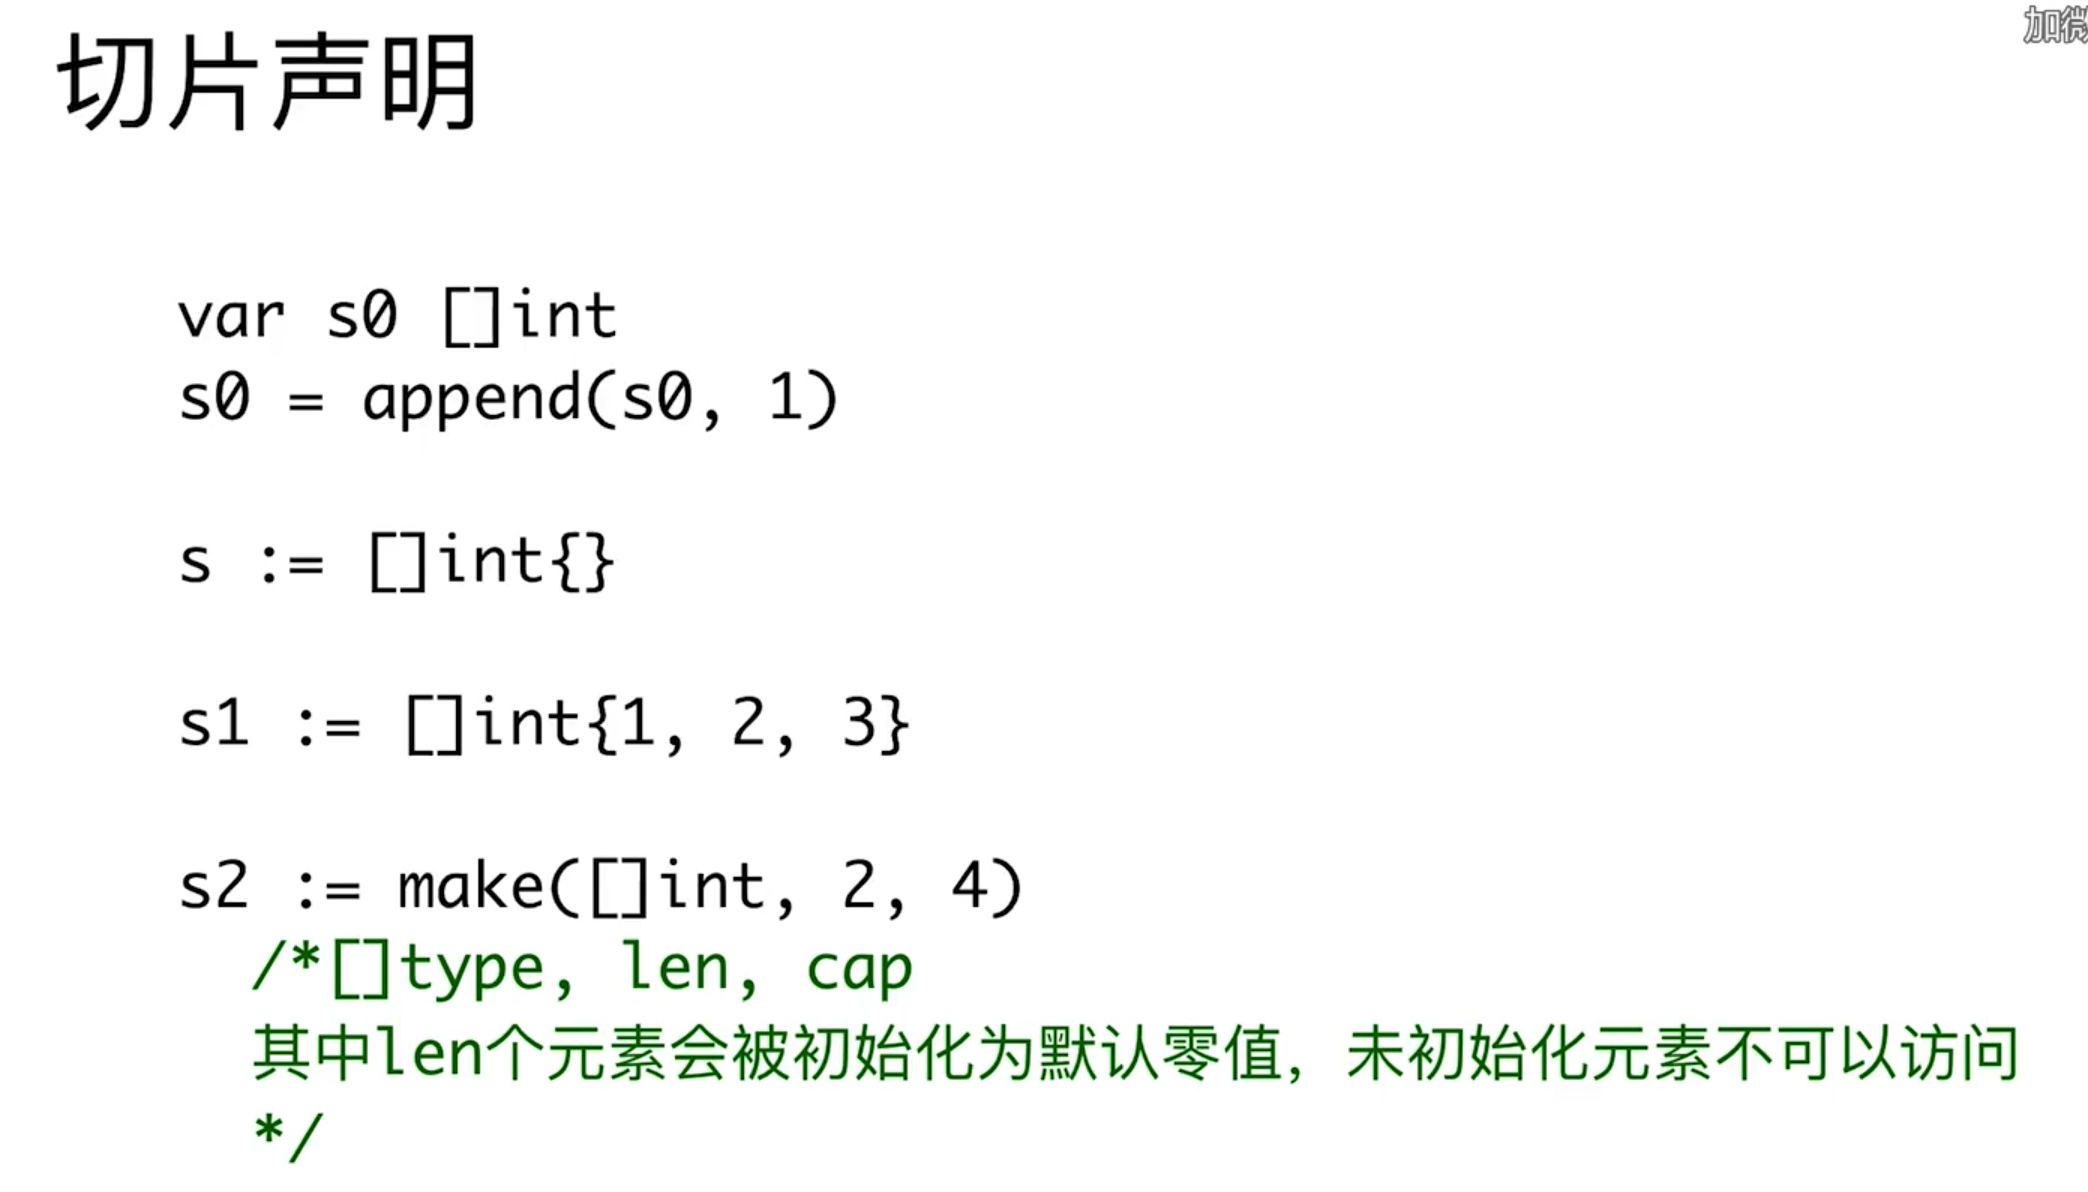 加微
切片声明
var s0 []int
s0 = append(s0, 1)
s := []int{}
s1 := []int{1, 2, 3}
s2 := make([]int, 2, 4)
/*[]type, len, cap
其中len个元素会被初始化为默认零值，未初始化元素不可以访问
*/